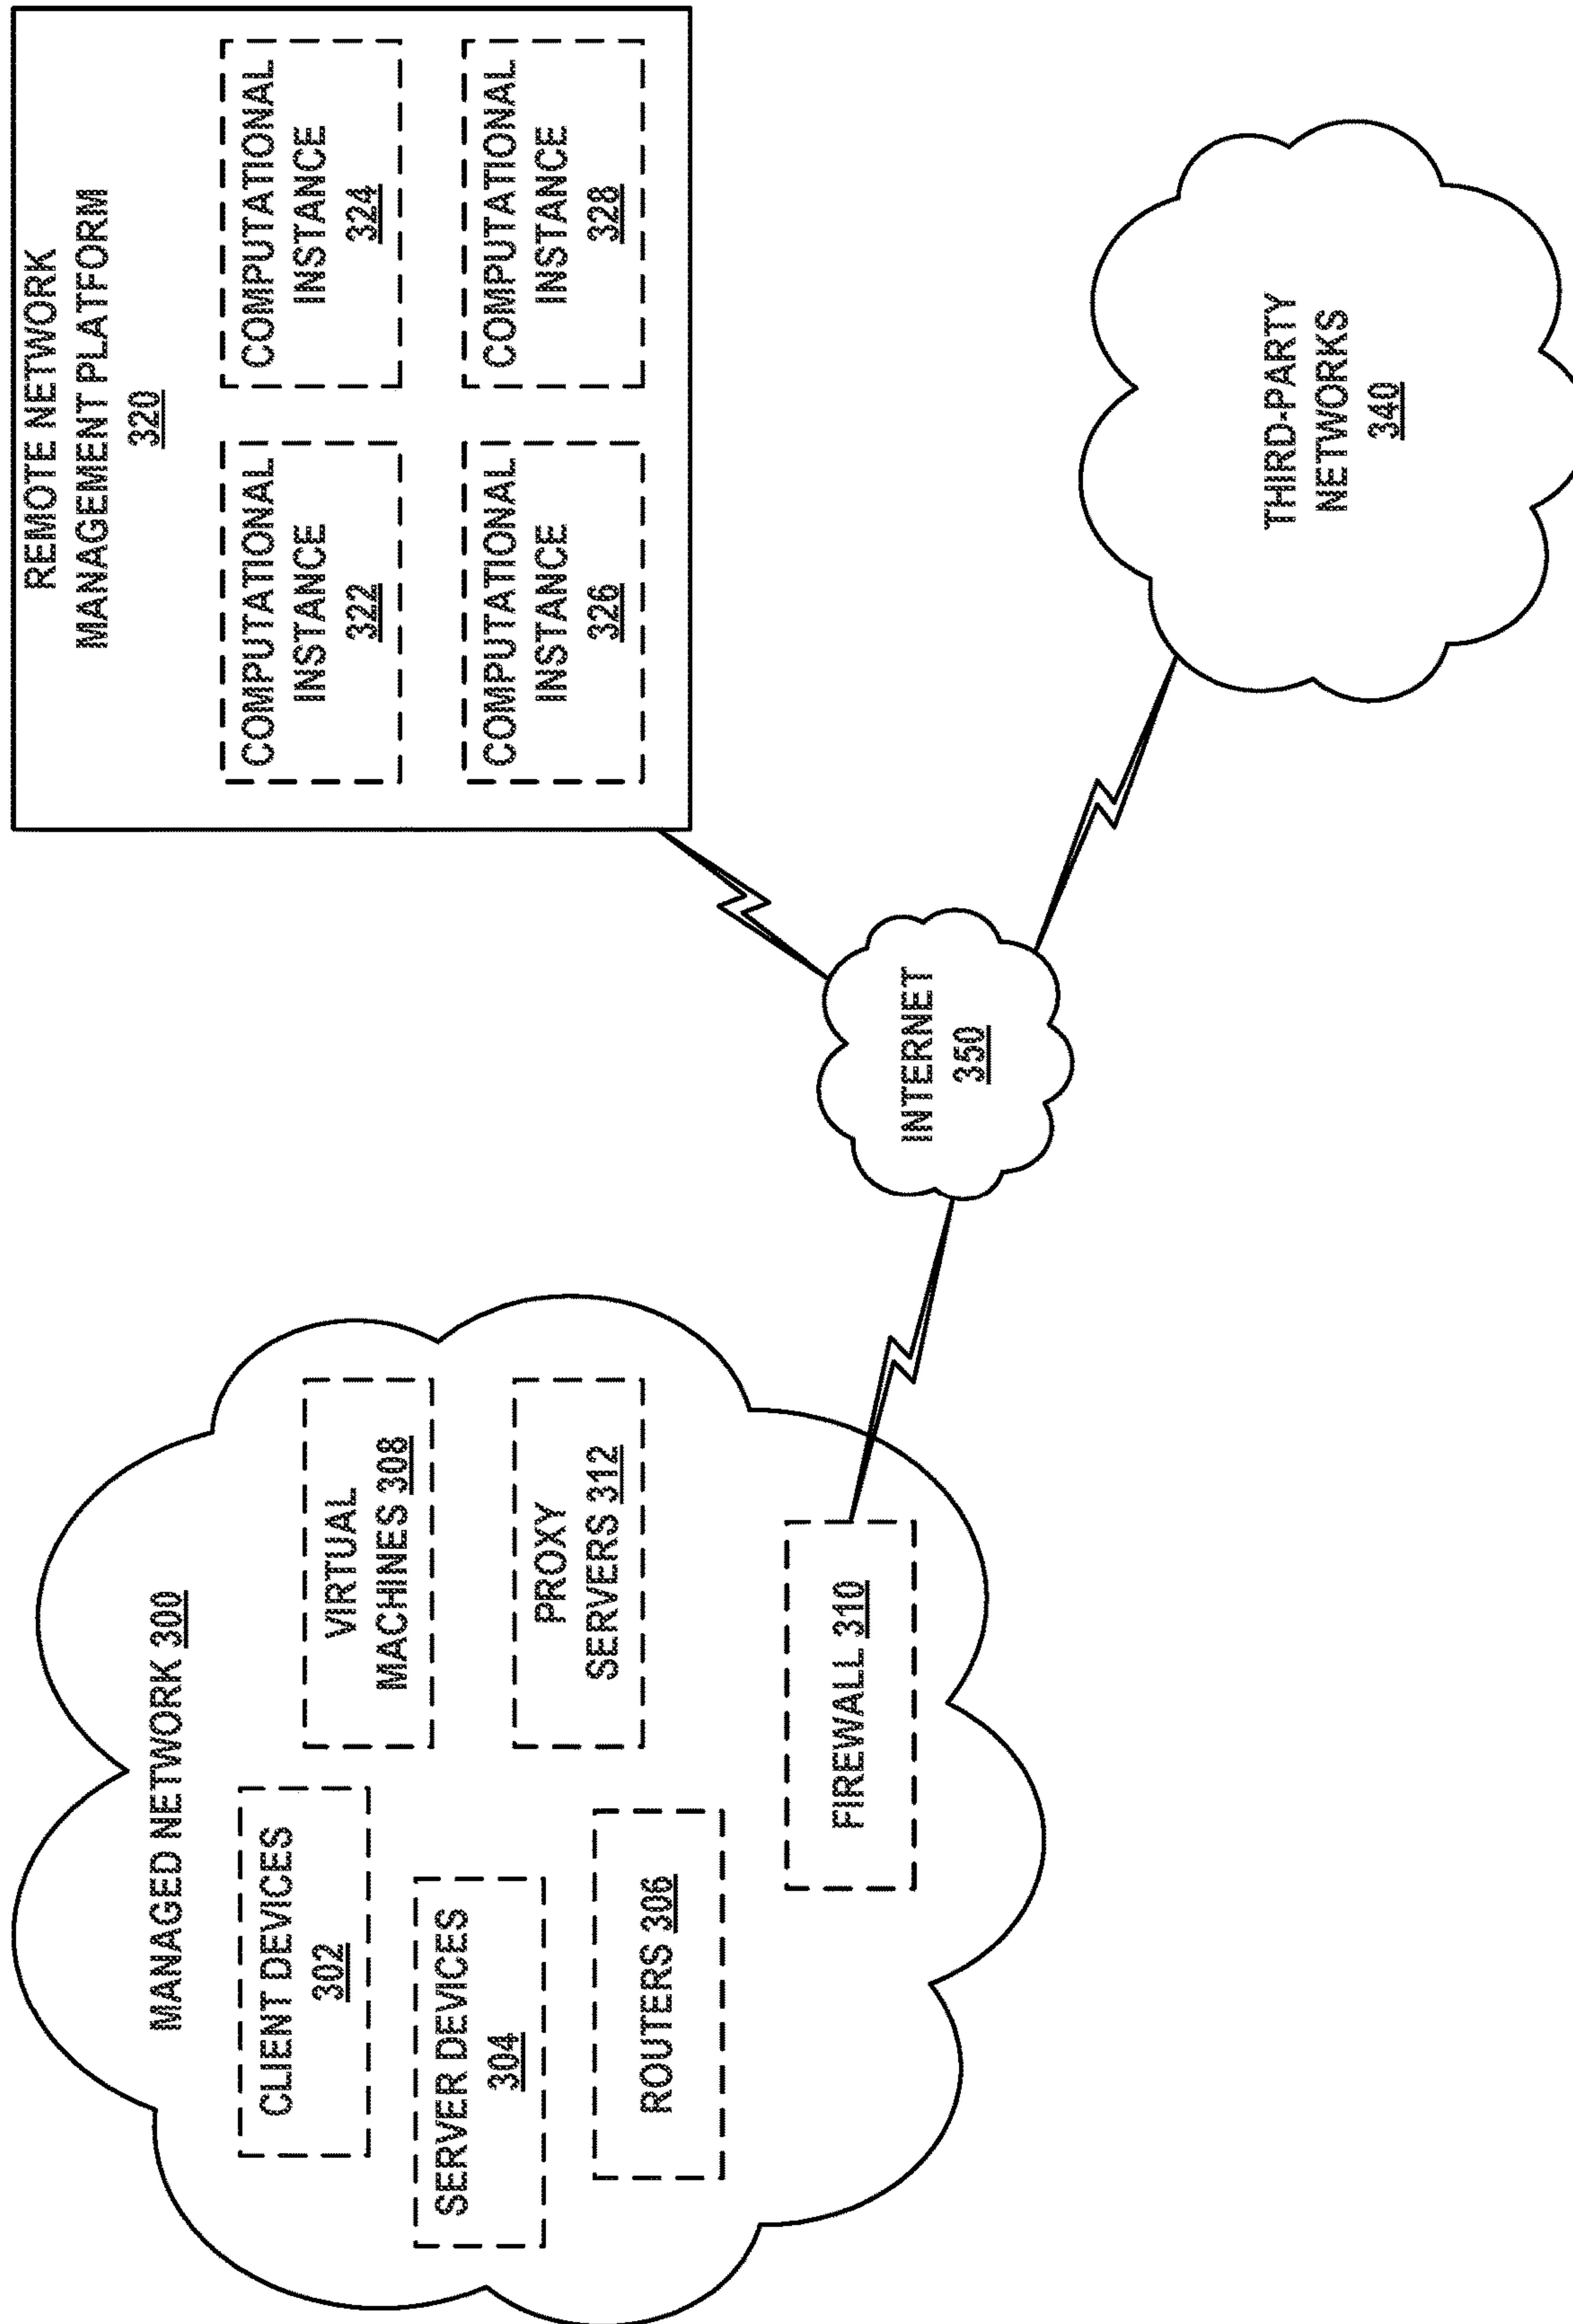 MANAGED NETWORK 300
CLIENT DEVICES
302
SERVER DEVICES
304
ROUTERS 306
VIRTUAL
MACHINES 308
PROXY
SERVERS 312
FIREWALL 310
INTERNET
350
REMOTE NETWORK
MANAGEMENT PLATFORM
320
COMPUTATIONAL
INSTANCE
322
COMPUTATIONAL
INSTANCE
324
COMPUTATIONAL
INSTANCE
326
COMPUTATIONAL
INSTANCE
328
THIRD-PARTY
NETWORKS
340